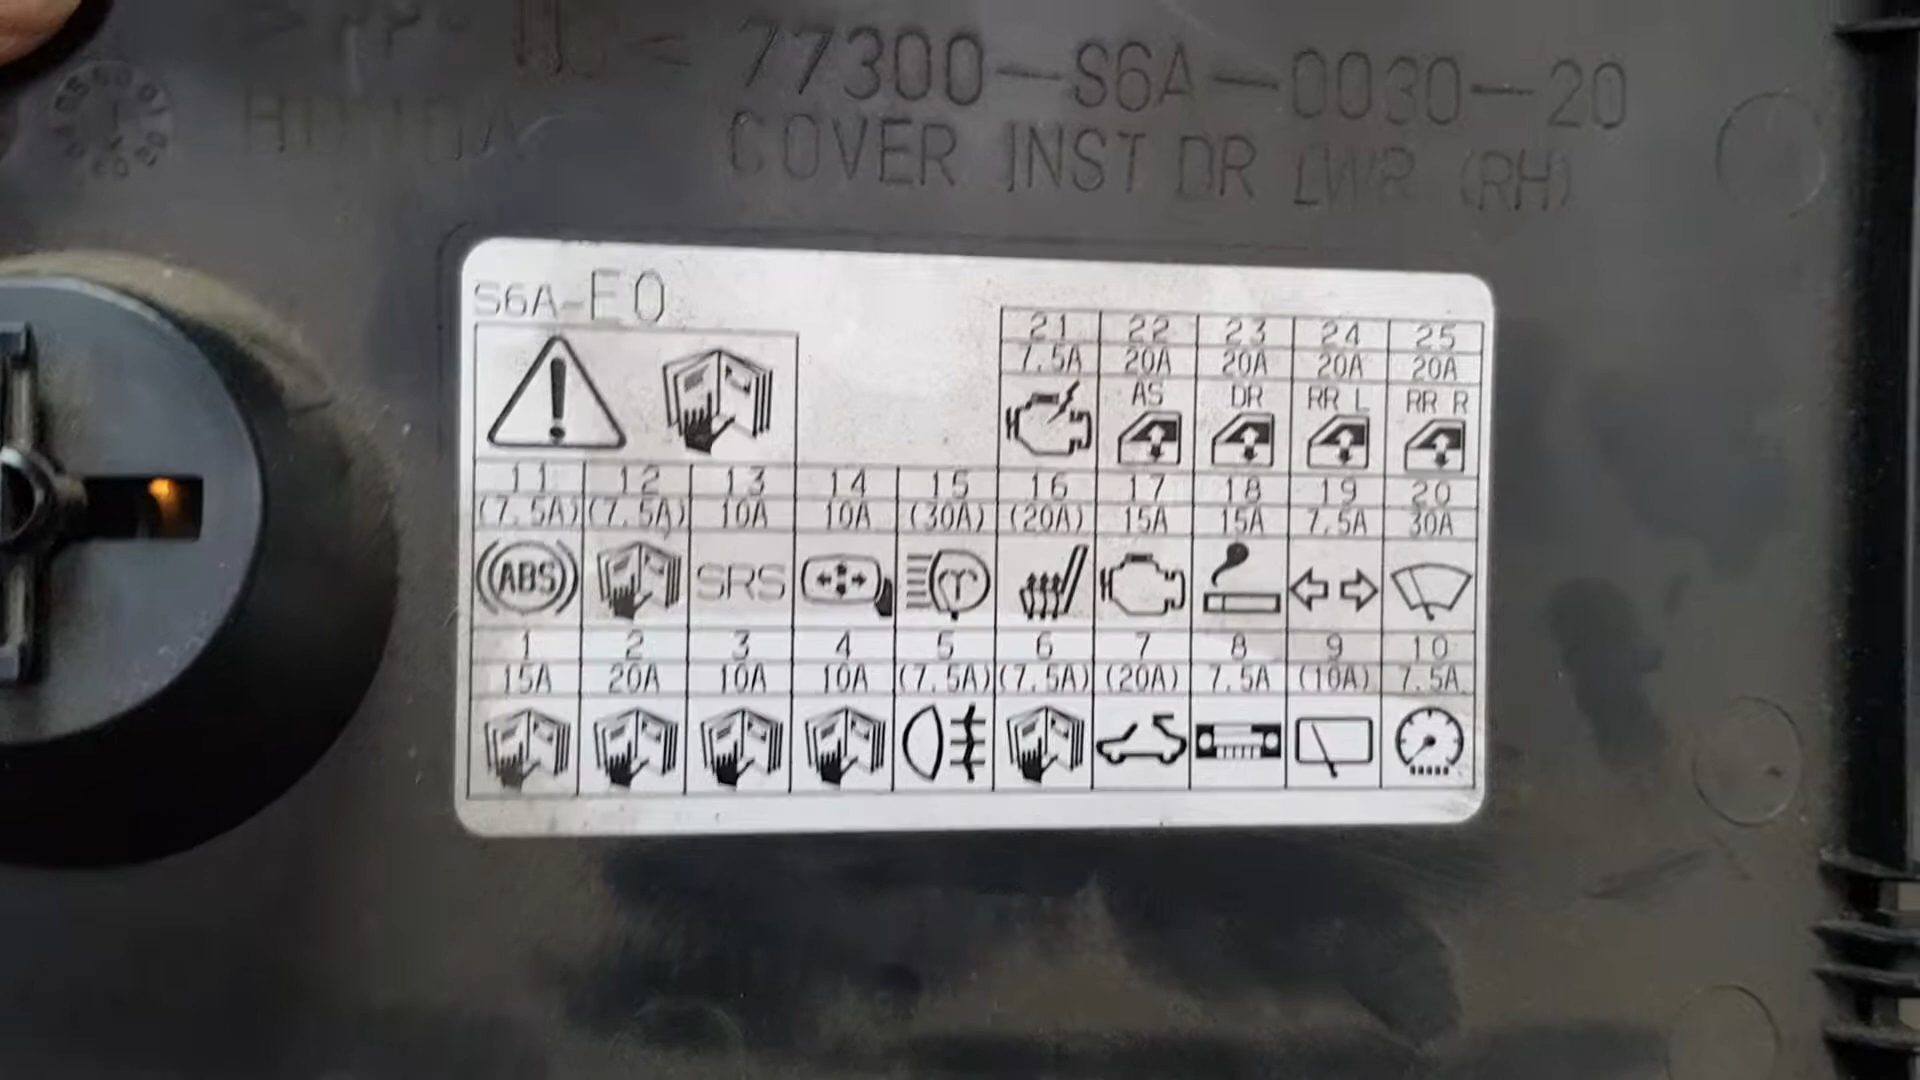 77300-S6A-0030-20
COVER INST DR LWR (RH)
S6A-E0
21 22 23 24 25
7.5A 20A 20A 20A 20A
AS DR RR L RR R
11 12 13 14 15 16 17 18 19 20
(7.5A) (7.5A) 10A 10A (30A) (20A) 15A 15A 7.5A 30A
ABS SRS
1 2 3 4 5 6 7 8 9 10
15A 20A 10A 10A (7.5A) (7.5A) (20A) 7.5A (10A) 7.5A